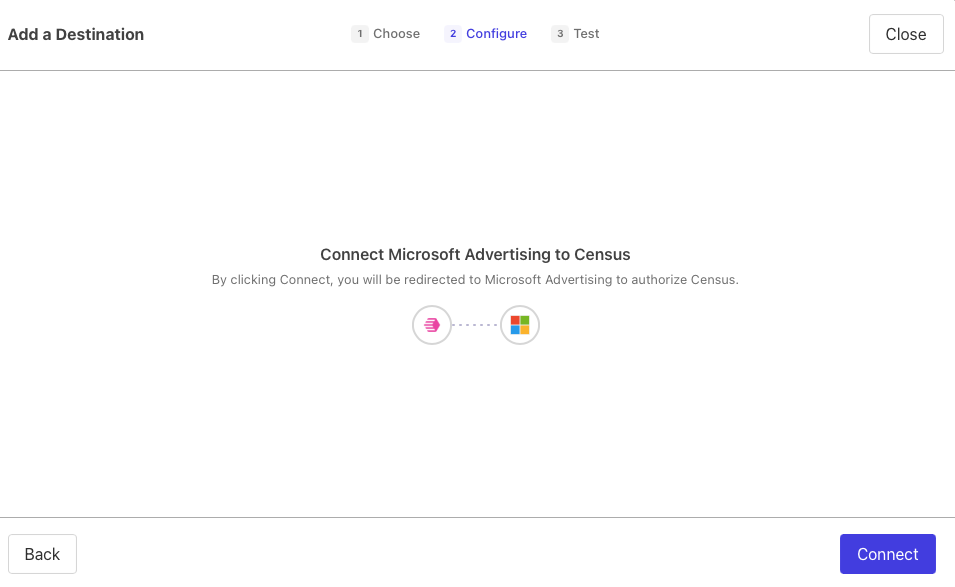 Add a Destination
1 Choose
2 Configure
3 Test
Close
Connect Microsoft Advertising to Census
By clicking Connect, you will be redirected to Microsoft Advertising to authorize Census.
Back
Connect